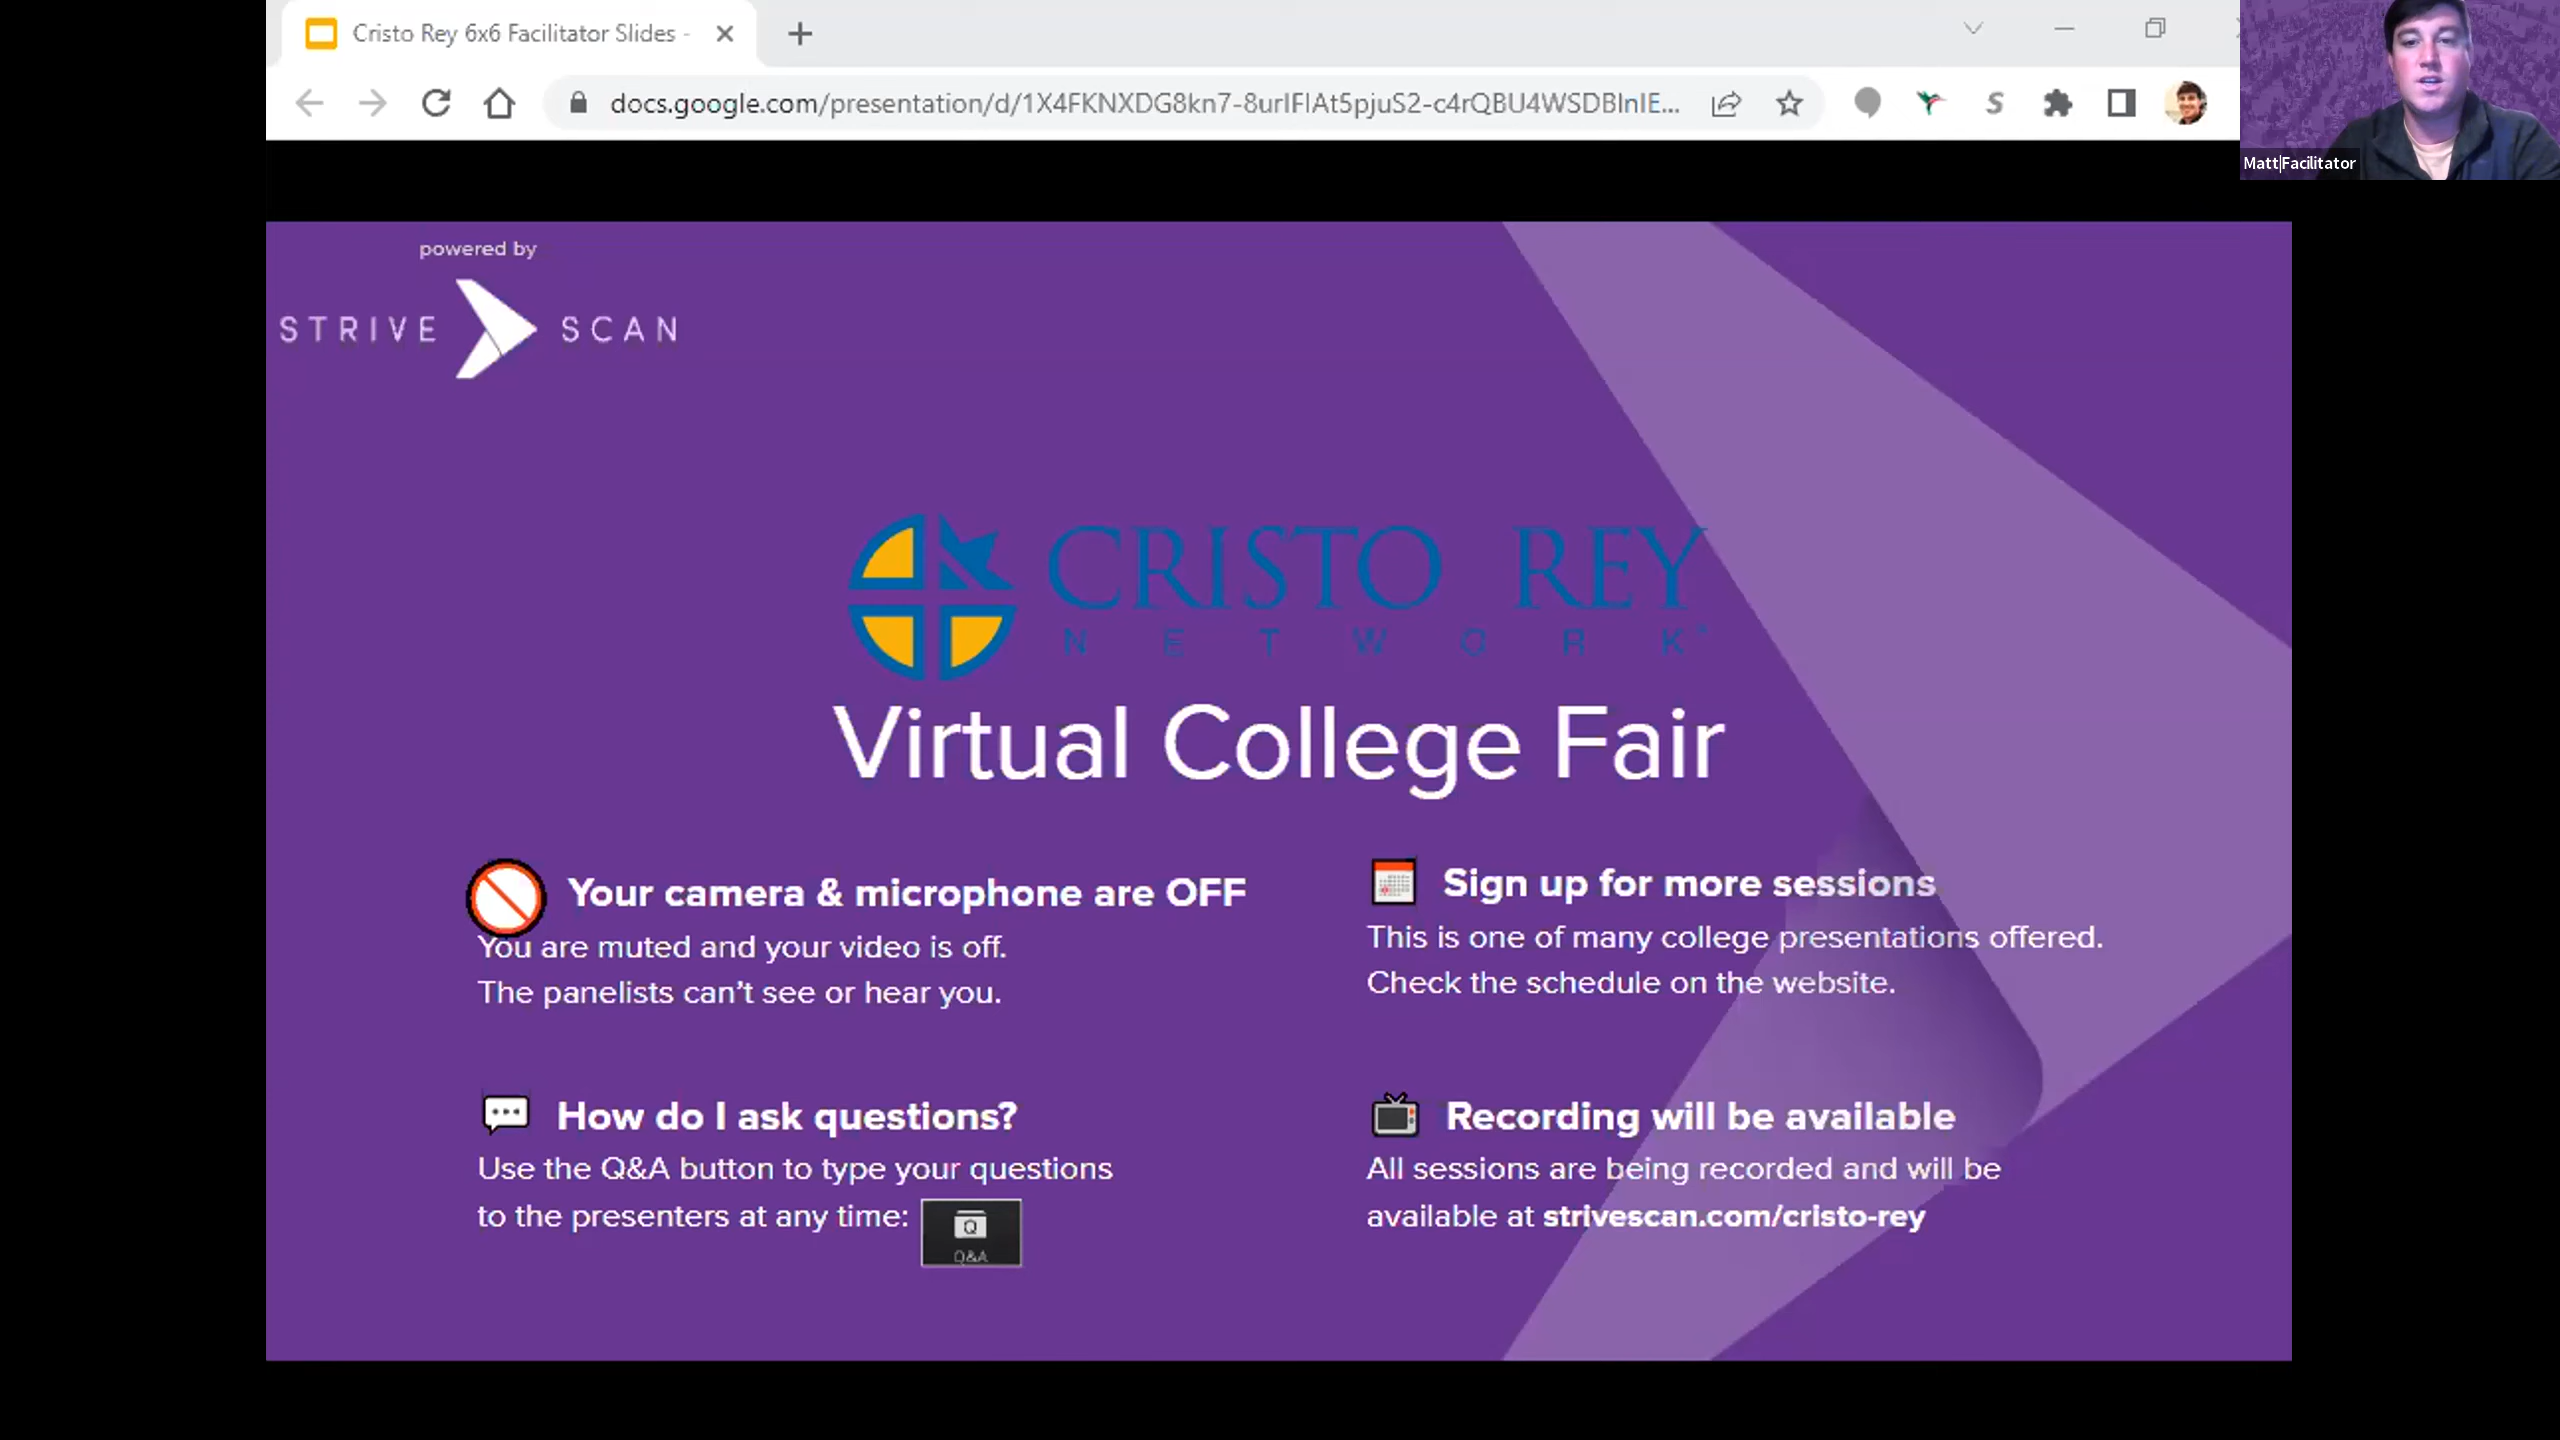 Cristo Rey 6x6 Facilitator Slides -
docs.google.com/presentation/d/1X4FKNXDG8kn7-8urIFIAt5pjuS2-c4rQBU4WSDBInIE...
Matt|Facilitator
powered by
STRIVE SCAN
CRISTO REY
NETWORK
Virtual College Fair
Your camera & microphone are OFF
You are muted and your video is off.
The panelists can't see or hear you.
How do I ask questions?
Use the Q&A button to type your questions
to the presenters at any time:
Q
Q&A
Sign up for more sessions
This is one of many college presentations offered.
Check the schedule on the website.
Recording will be available
All sessions are being recorded and will be
available at strivescan.com/cristo-rey